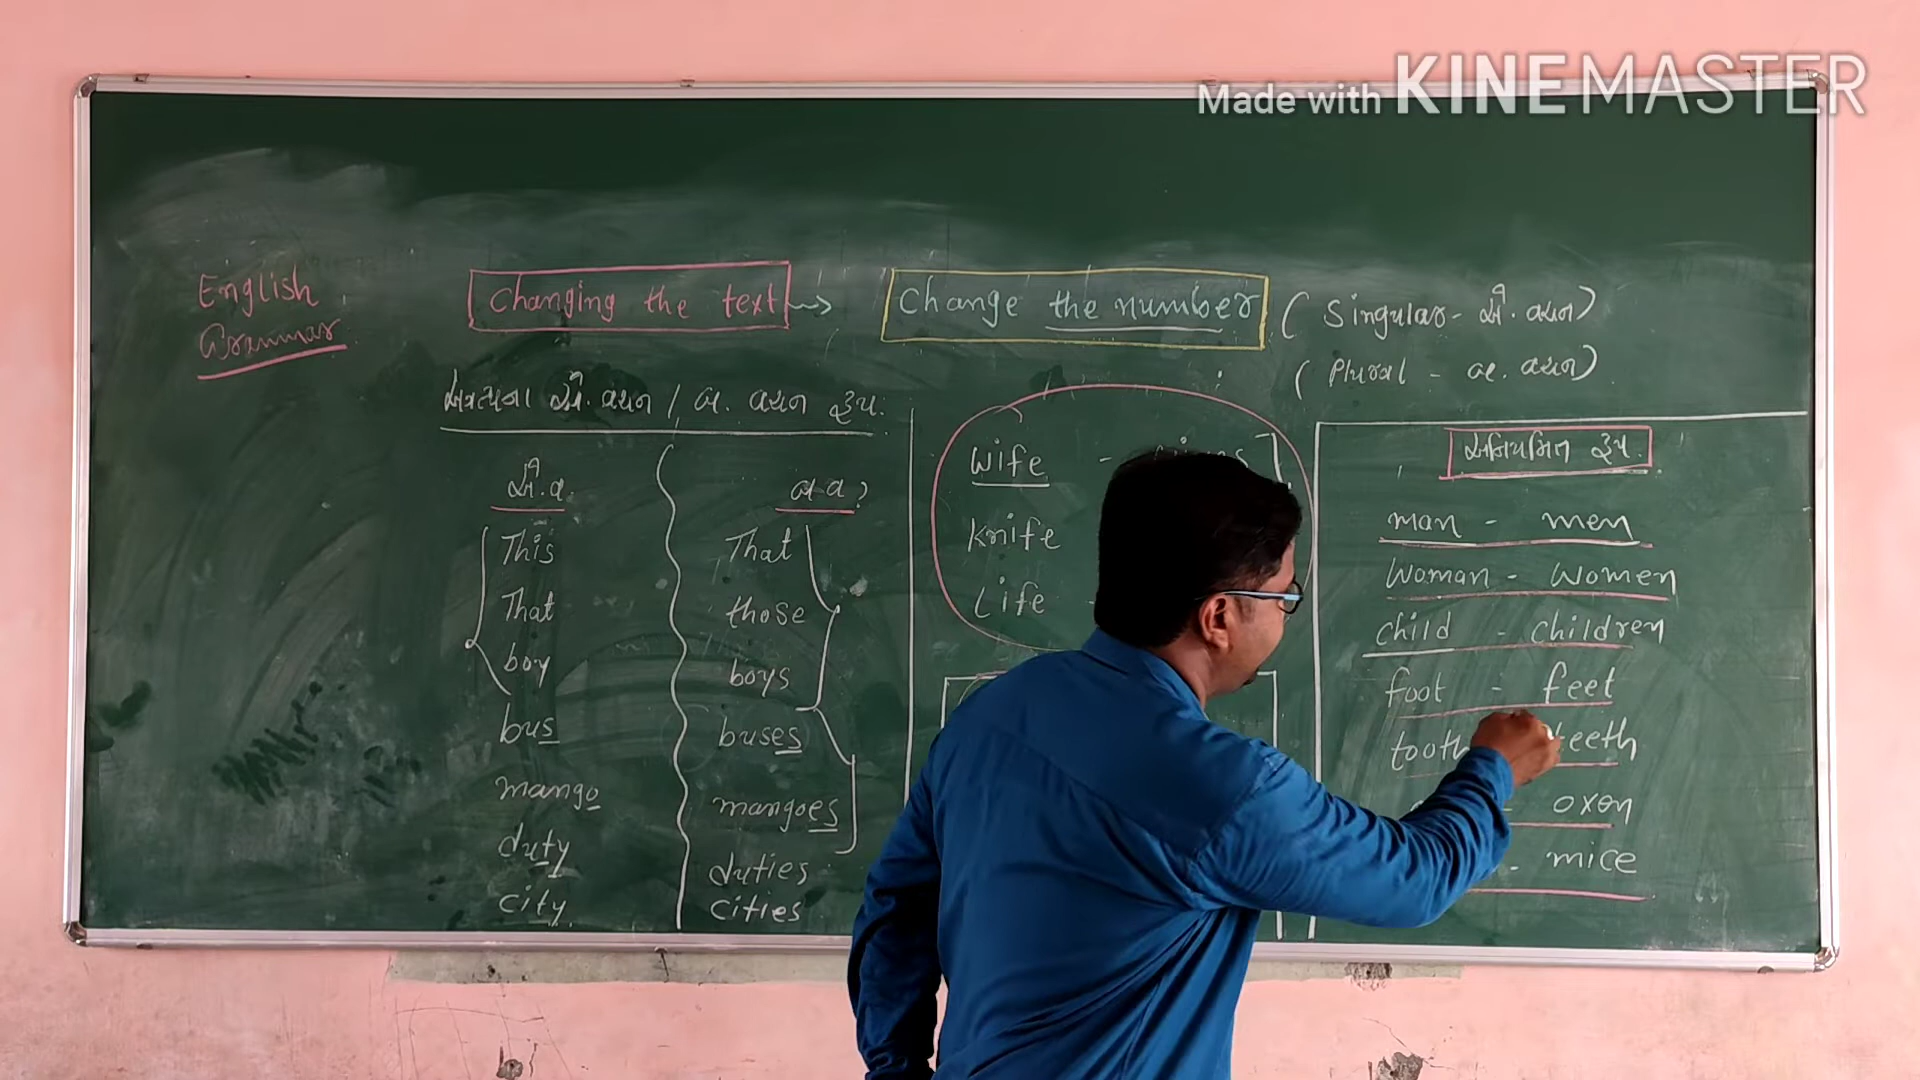 Made with KINEMASTER
English
Grammar
Changing the text →
Change the number
( Singular - એ. વચન )
( Plural - બ. વચન )
એ. વચન / બ. વચન રૂપ.
એ.વ.
બ.વ.
This
That
That
those
boy
boys
bus
buses
mango
mangoes
duty
duties
city
cities
wife -
knife
Life -
અનિયમિત રૂપ.
man - men
woman - women
child - children
foot - feet
tooth teeth
oxen
- mice